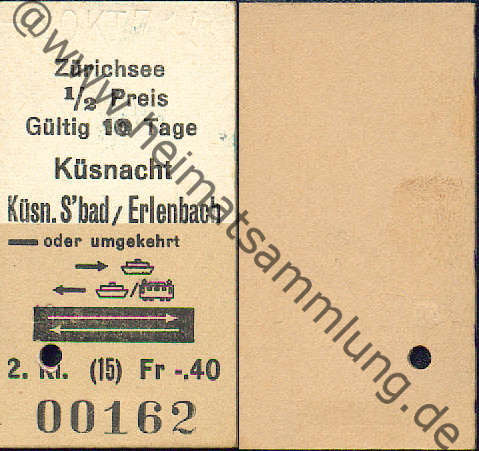 Zürichsee
1/2 Preis
Gültig 10 Tage
Küsnacht
Küsn. S'bad / Erlenbach
oder umgekehrt
/
2. Kl. (15) Fr -.40
00162
@www.heimatsammlung.de